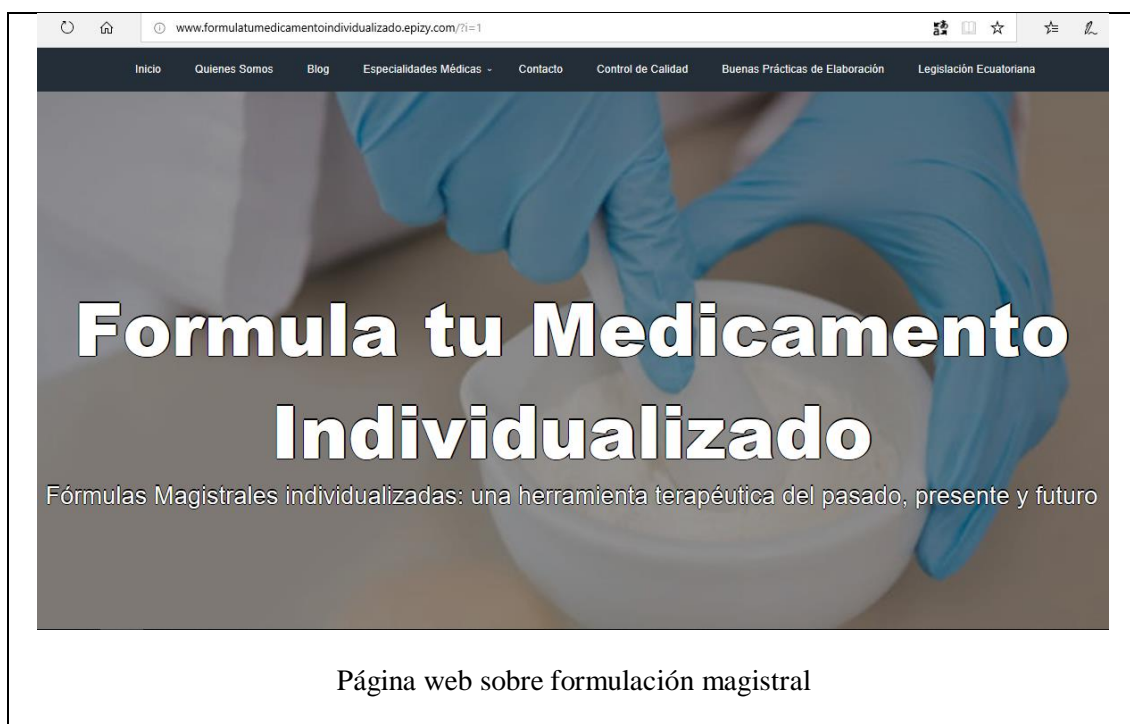 www.formulatumedicamentoindividualizado.epizy.com/?i=1
Inicio Quienes Somos Blog Especialidades Médicas Contacto Control de Calidad Buenas Prácticas de Elaboración Legislación Ecuatoriana
Formula tu Medicamento
Individualizado
Fórmulas Magistrales individualizadas: una herramienta terapéutica del pasado, presente y futuro
Página web sobre formulación magistral